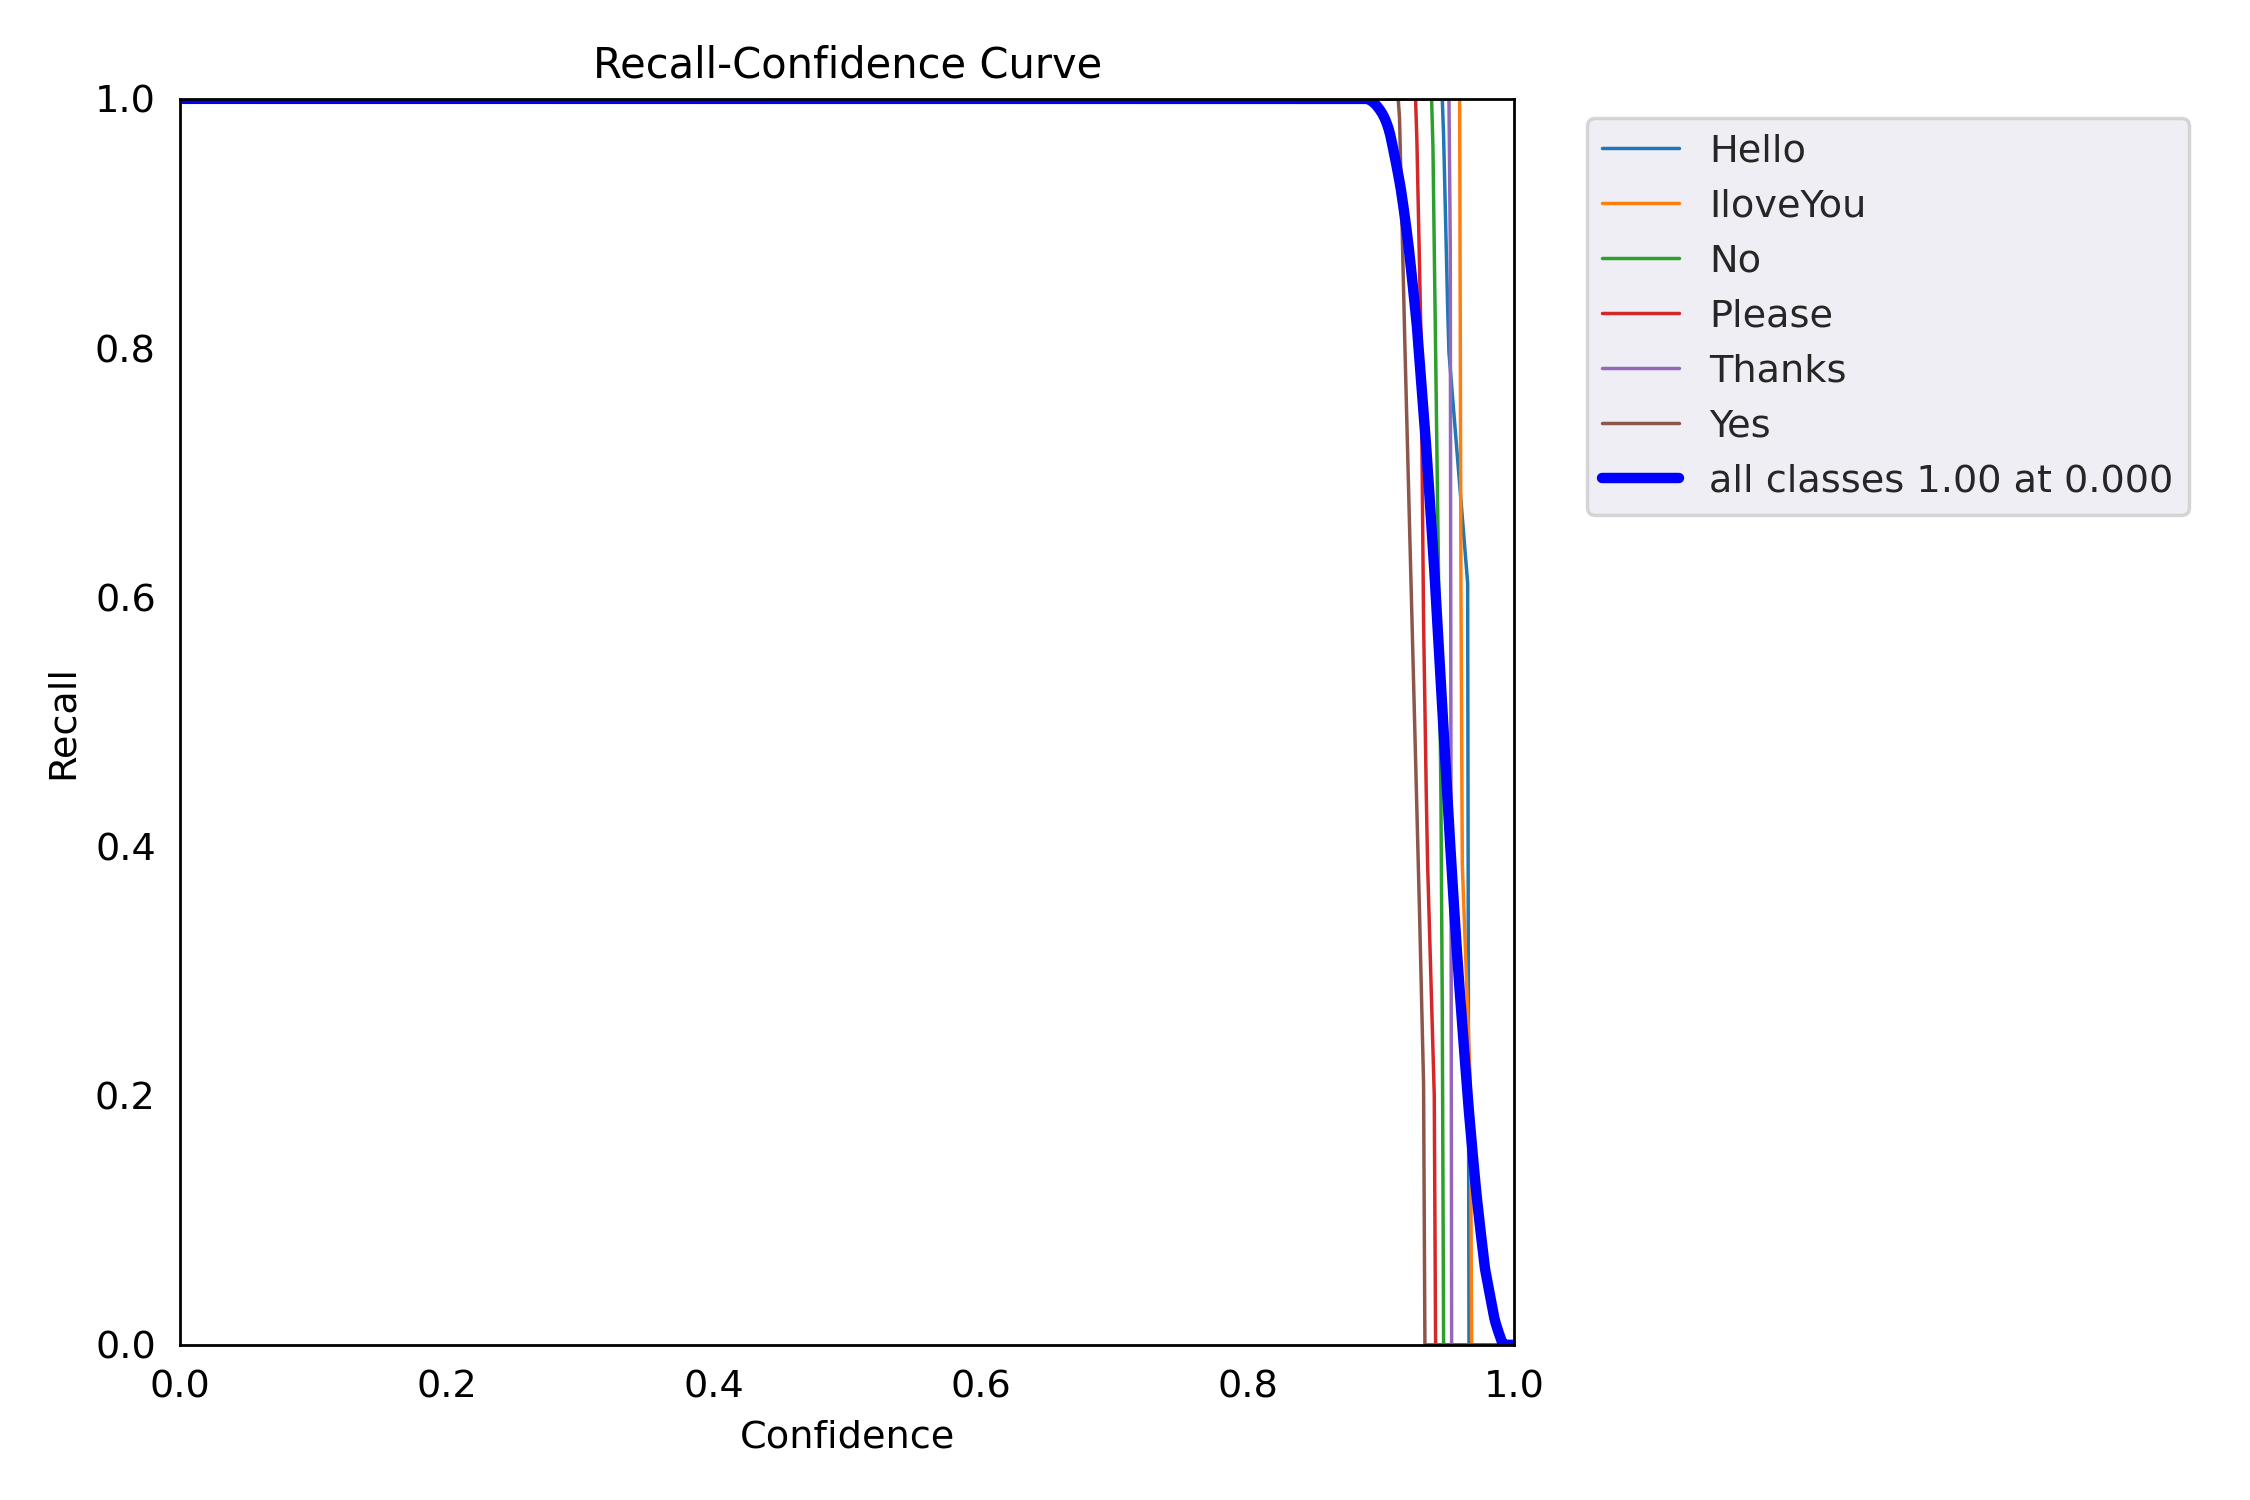 Recall-Confidence Curve
1.0
0.8
0.6
0.4
0.2
0.0
Recall
0.0 0.2 0.4 0.6 0.8 1.0
Confidence
Hello
IloveYou
No
Please
Thanks
Yes
all classes 1.00 at 0.000